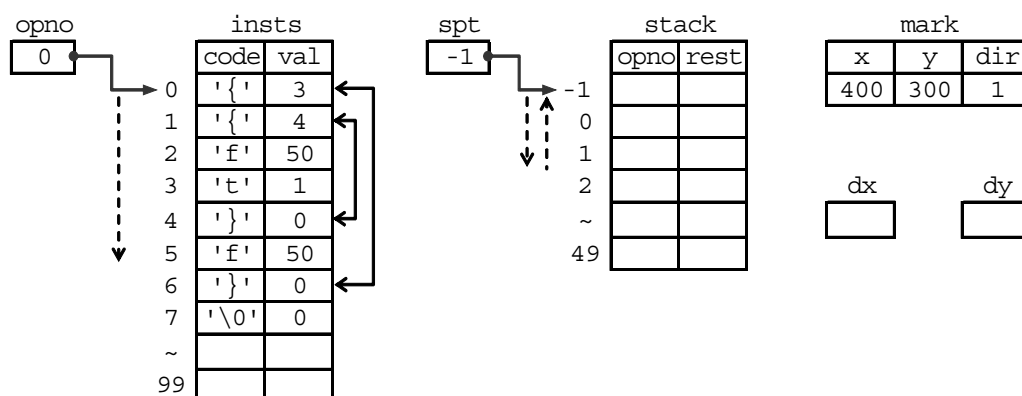 opno insts spt stack mark
0 code val -1 opno rest x y dir
0 '{' 3 -1 400 300 1
1 '{' 4 0
2 'f' 50 1
3 't' 1 2 dx dy
4 '}' 0 ~
5 'f' 50 49
6 '}' 0
7 '\0' 0
~
99